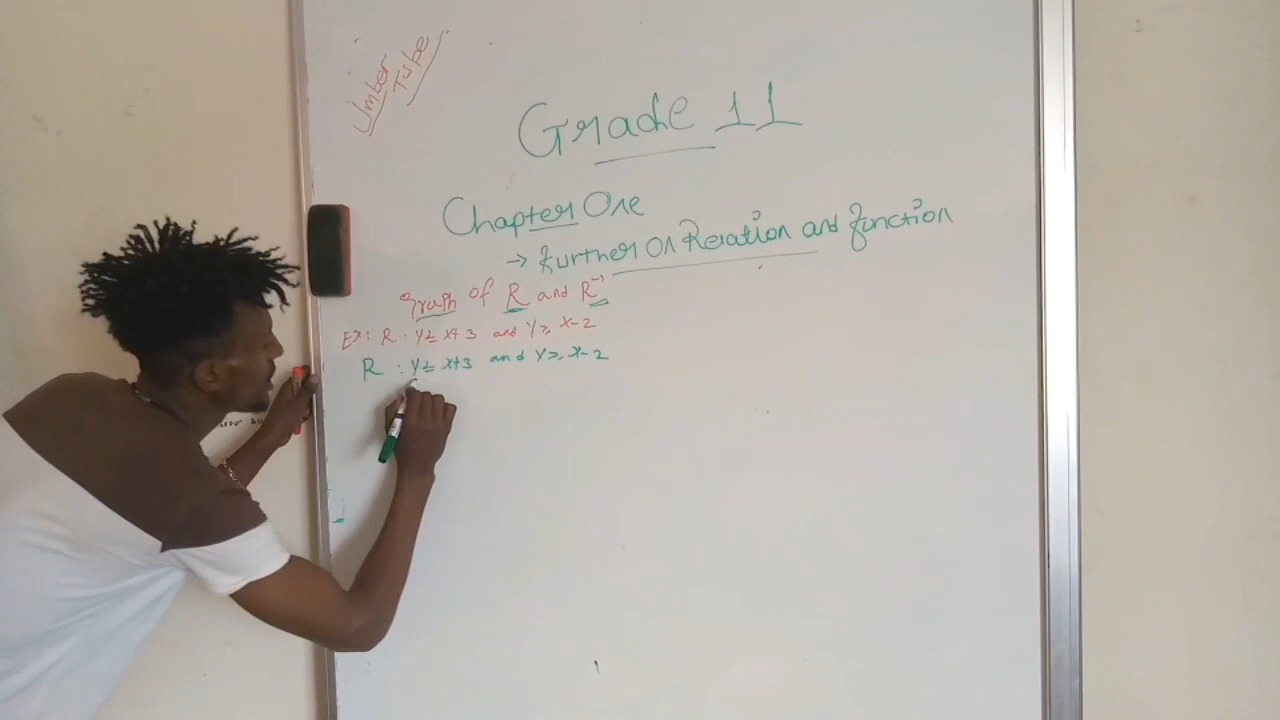 Jmber
Tube
Grade 11
Chapter One
→ Further On Relation and function
graph of R and R⁻¹
Ex: R : y ≤ x+3 and y ≥ x-2
R : y ≤ x+3 and y ≥ x-2